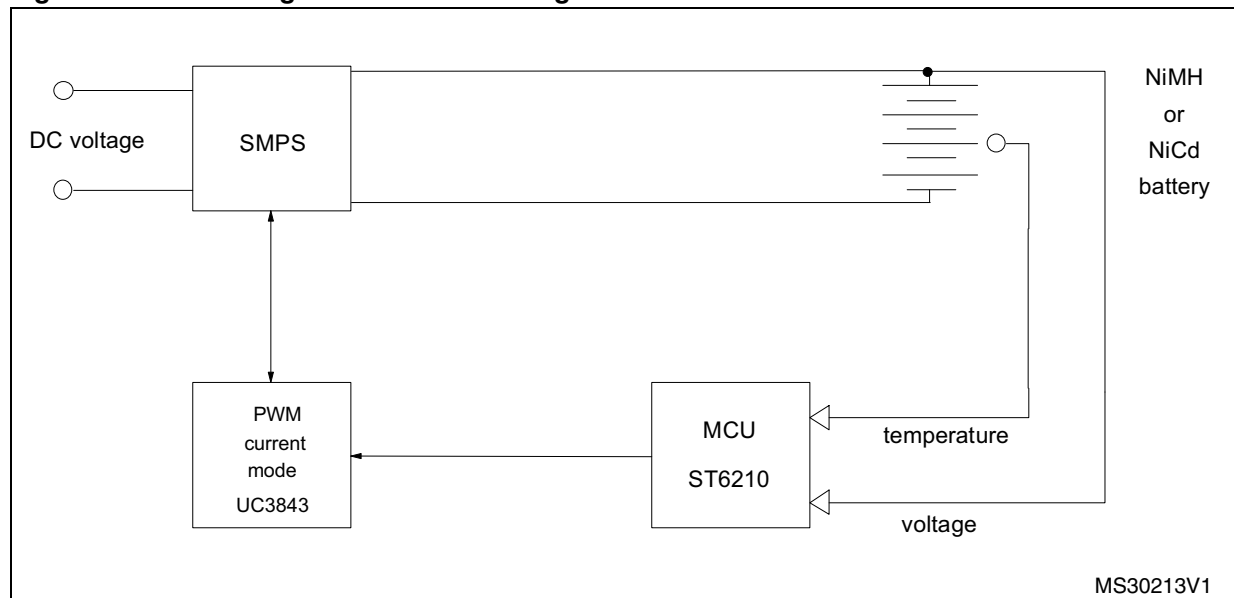 DC voltage
SMPS
NiMH
or
NiCd
battery
PWM
current
mode
UC3843
MCU
ST6210
temperature
voltage
MS30213V1